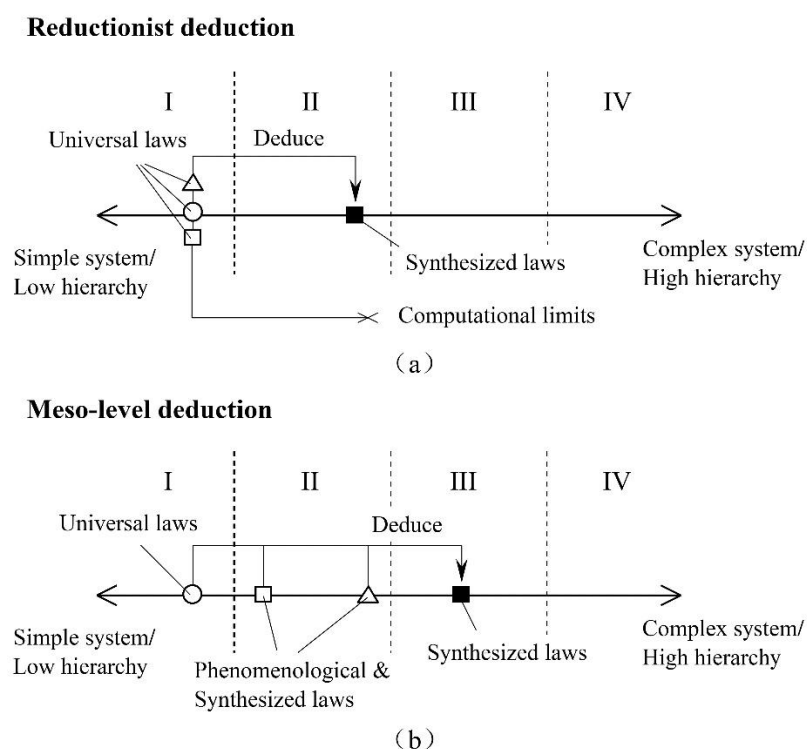 Reductionist deduction
I II III IV
Universal laws
Deduce
Simple system/
Low hierarchy
Synthesized laws
Complex system/
High hierarchy
Computational limits
（a）
Meso-level deduction
I II III IV
Universal laws
Deduce
Simple system/
Low hierarchy
Phenomenological &
Synthesized laws
Synthesized laws
Complex system/
High hierarchy
（b）